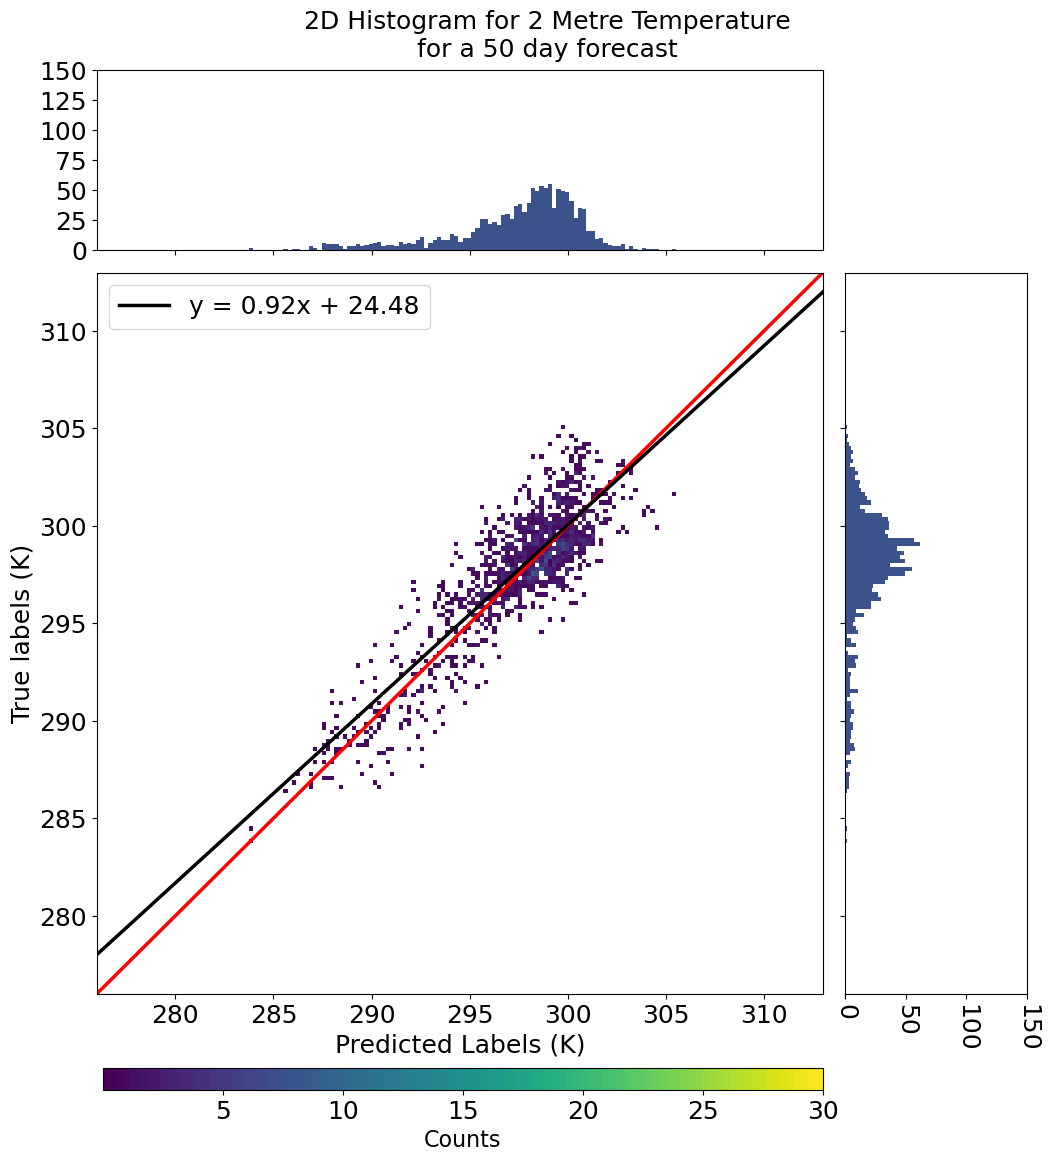 2D Histogram for 2 Metre Temperature
for a 50 day forecast
150
125
100
75
50
25
0
y = 0.92x + 24.48
310
305
300
295
290
285
280
True labels (K)
280 285 290 295 300 305 310
Predicted Labels (K)
0 50 100 150
5 10 15 20 25 30
Counts